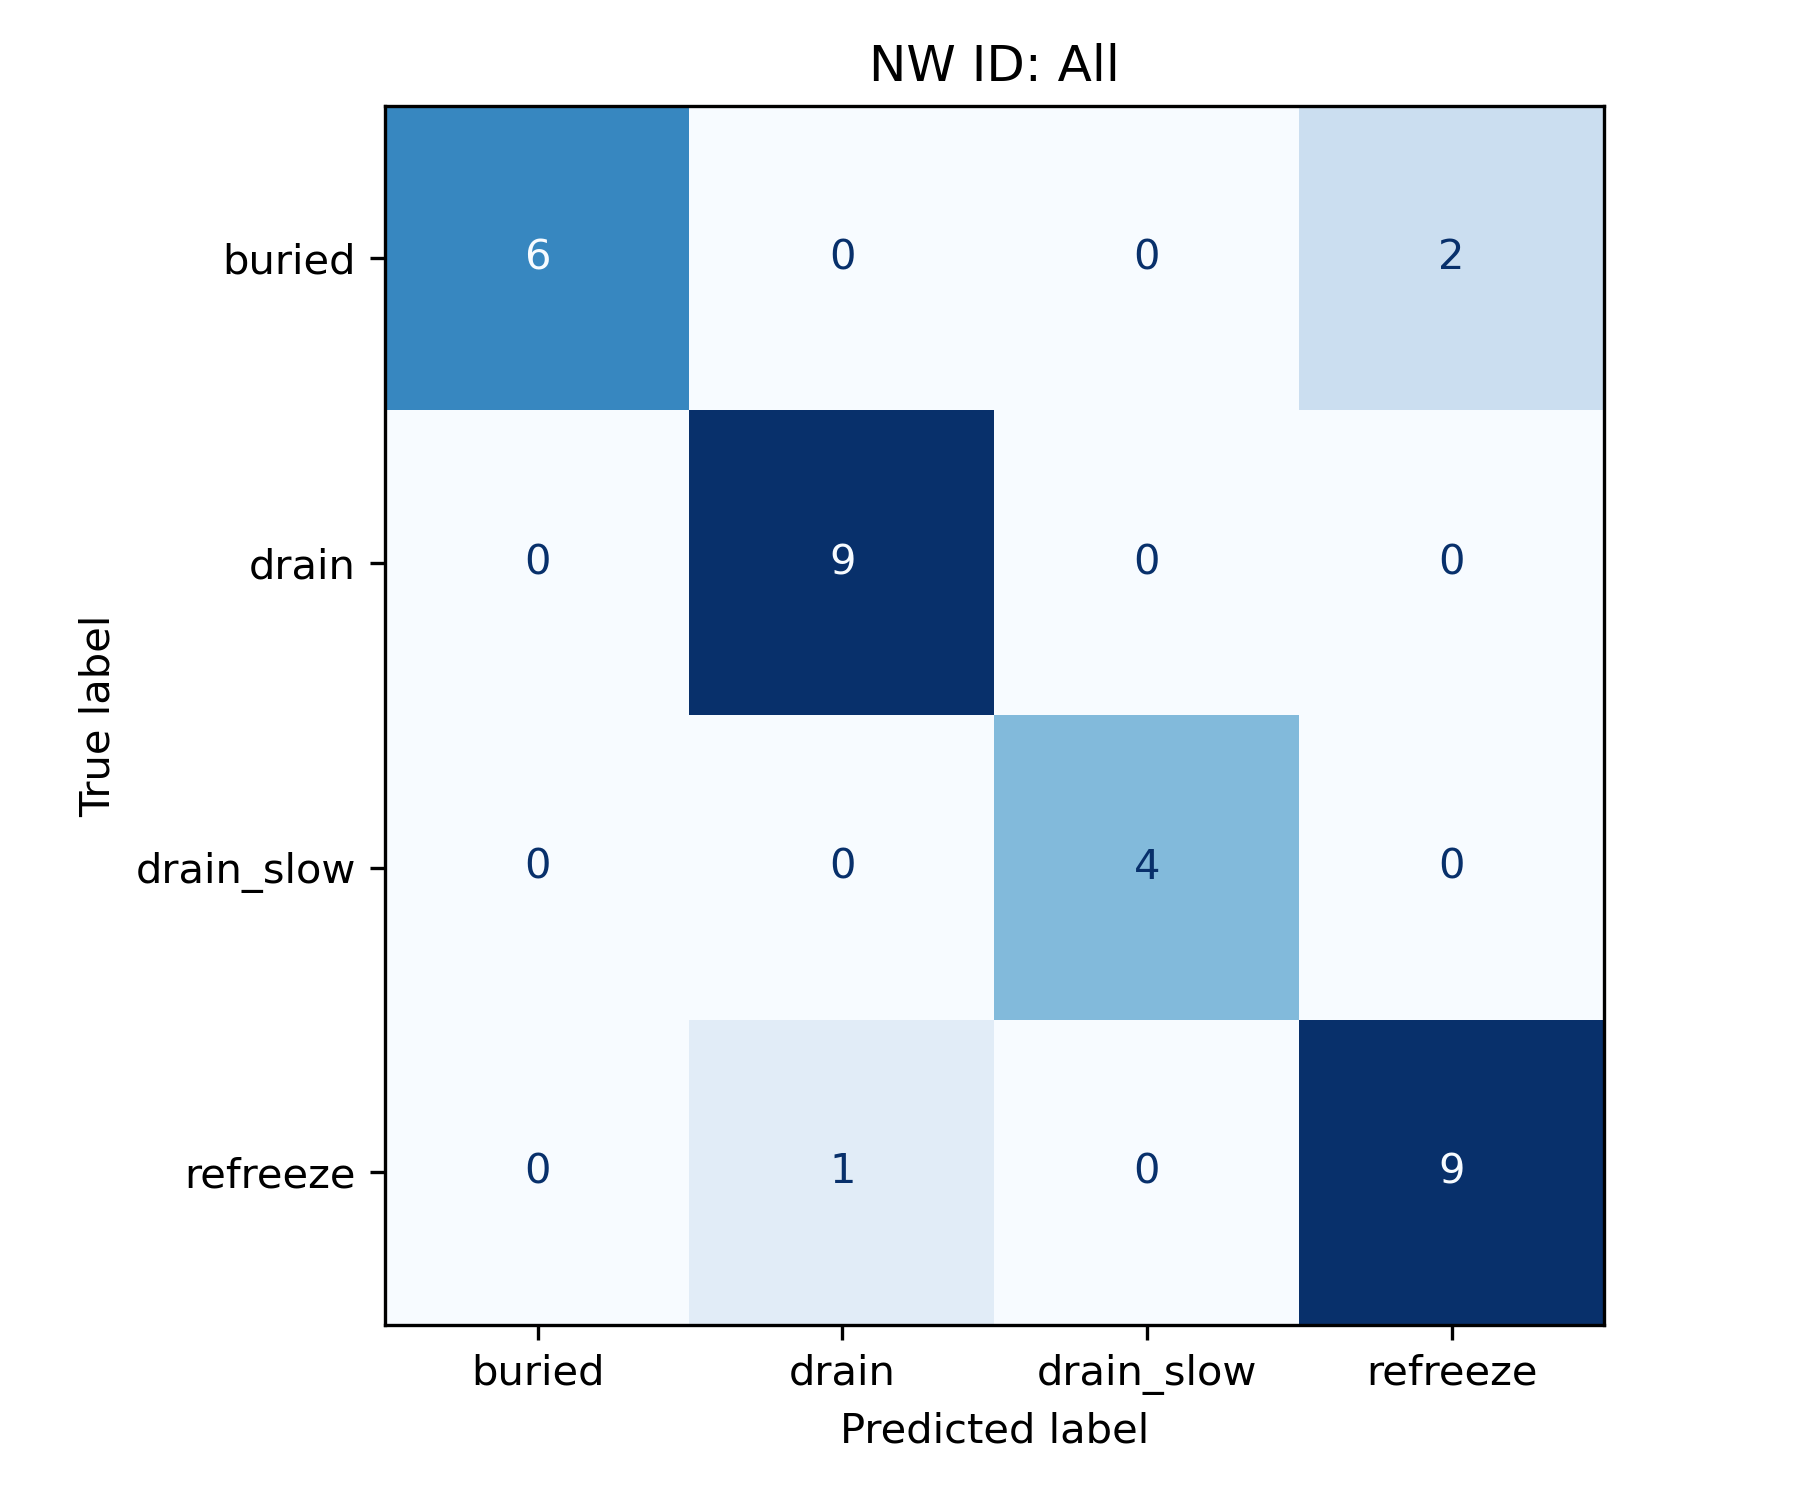 NW ID: All
buried 6 0 0 2
drain 0 9 0 0
drain_slow 0 0 4 0
refreeze 0 1 0 9
buried drain drain_slow refreeze
Predicted label
True label